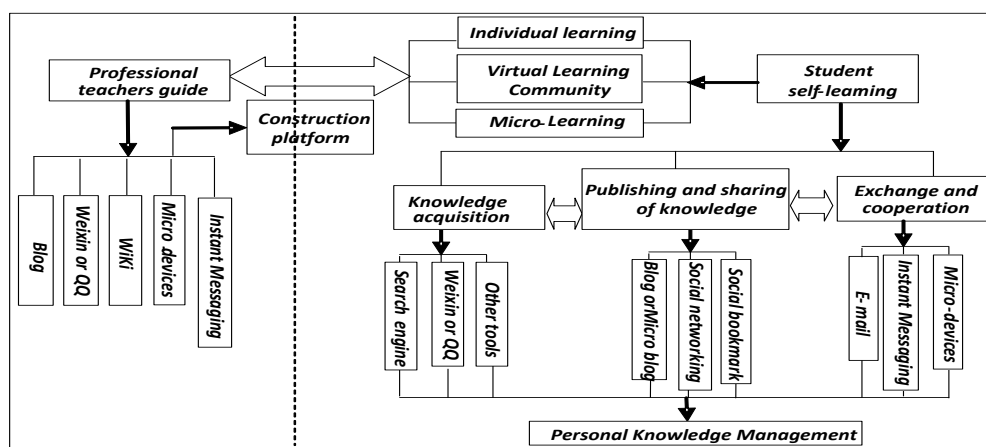 Individual learning
Professional
teachers guide
Virtual Learning
Community
Student
self-learning
Micro-Learning
Construction
platform
Knowledge
acquisition
Publishing and sharing
of knowledge
Exchange and
cooperation
Blog
Weixin or QQ
WiKi
Micro devices
Instant Messaging
Search engine
Weixin or QQ
Other tools
Blog orMicro blog
Social networking
Social bookmark
E- mail
Instant Messaging
Micro-devices
Personal Knowledge Management